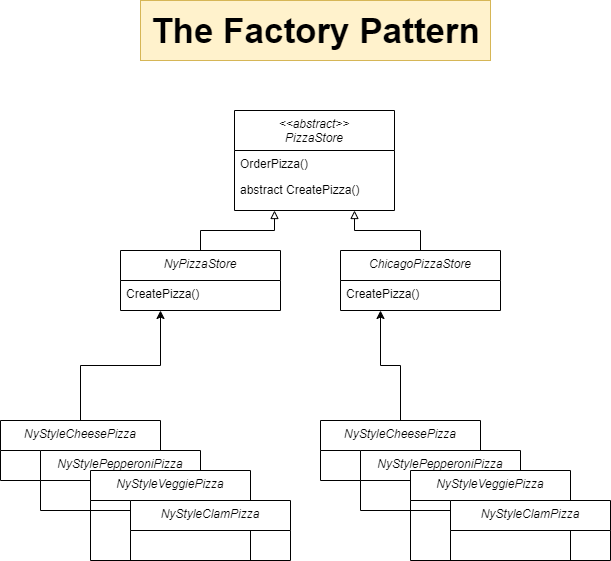 The Factory Pattern
<<abstract>>
PizzaStore
OrderPizza()
abstract CreatePizza()
NyPizzaStore
CreatePizza()
ChicagoPizzaStore
CreatePizza()
NyStyleCheesePizza
NyStylePepperoniPizza
NyStyleVeggiePizza
NyStyleClamPizza
NyStyleCheesePizza
NyStylePepperoniPizza
NyStyleVeggiePizza
NyStyleClamPizza